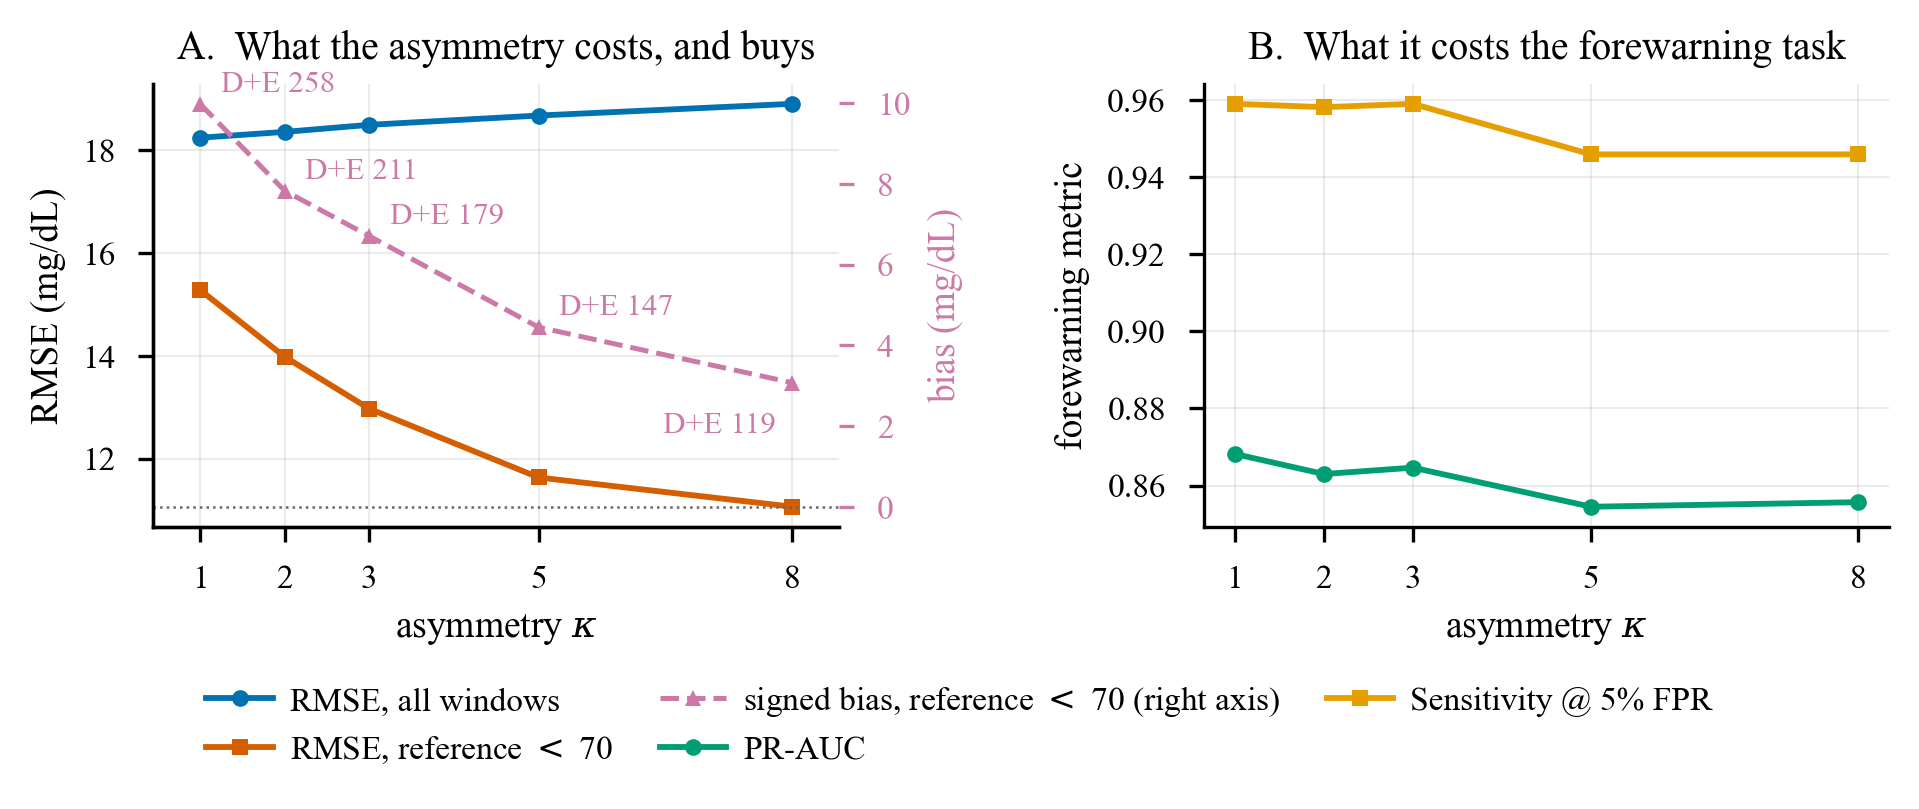 A. What the asymmetry costs, and buys
D+E 258
D+E 211
D+E 179
D+E 147
D+E 119
RMSE (mg/dL)
18
16
14
12
10
8
6
4
2
0
bias (mg/dL)
1 2 3 5 8
asymmetry κ
B. What it costs the forewarning task
forewarning metric
0.96
0.94
0.92
0.90
0.88
0.86
1 2 3 5 8
asymmetry κ
RMSE, all windows
RMSE, reference < 70
signed bias, reference < 70 (right axis)
PR-AUC
Sensitivity @ 5% FPR